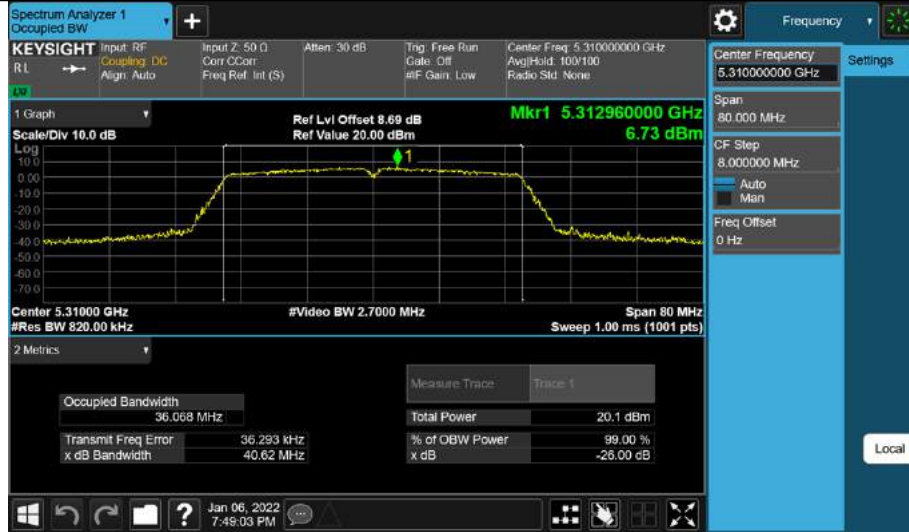 Spectrum Analyzer 1
Occupied BW
+
Frequency
KEYSIGHT
RL
Input: RF
Coupling: DC
Align: Auto
Input Z: 50 Ω
Corr CCorr
Freq Ref: Int (S)
Atten: 30 dB
Trig: Free Run
Gate: Off
#IF Gain: Low
Center Freq: 5.310000000 GHz
Avg|Hold: 100/100
Radio Std: None
1 Graph
Scale/Div 10.0 dB
Ref Lvl Offset 8.69 dB
Ref Value 20.00 dBm
Mkr1 5.312960000 GHz
6.73 dBm
Log
10.0
0.00
-10.0
-20.0
-30.0
-40.0
-50.0
-60.0
-70.0
1
Center 5.31000 GHz
#Res BW 820.00 kHz
#Video BW 2.7000 MHz
Span 80 MHz
Sweep 1.00 ms (1001 pts)
2 Metrics
Measure Trace
Trace 1
Occupied Bandwidth
36.068 MHz
Total Power
20.1 dBm
Transmit Freq Error
36.293 kHz
% of OBW Power
99.00 %
x dB Bandwidth
40.62 MHz
x dB
-26.00 dB
Center Frequency
5.310000000 GHz
Settings
Span
80.000 MHz
CF Step
8.000000 MHz
Auto
Man
Freq Offset
0 Hz
Local
?
Jan 06, 2022
7:49:03 PM